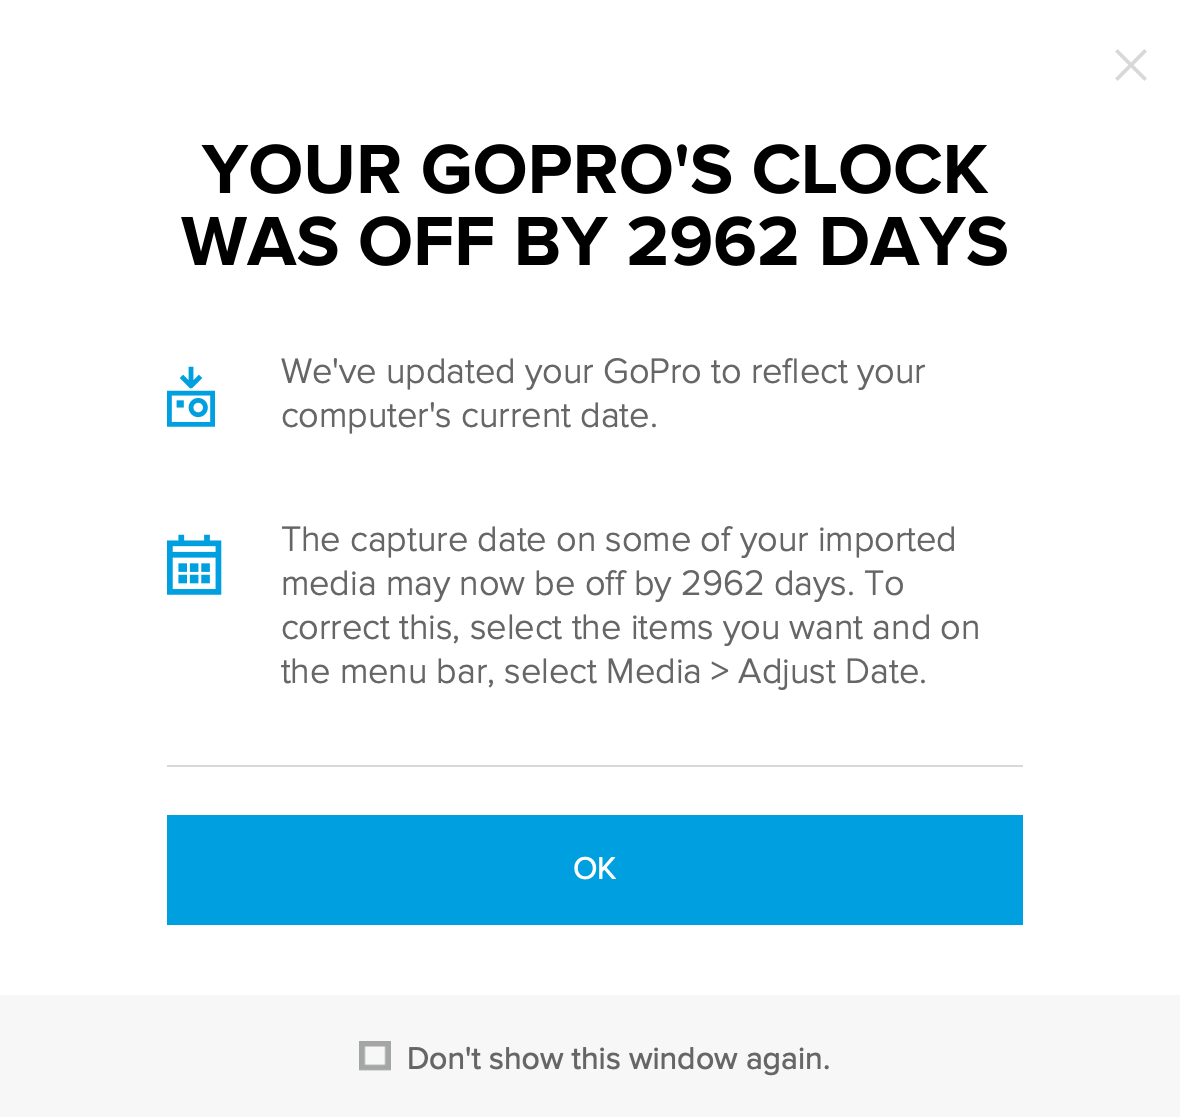 YOUR GOPRO'S CLOCK
WAS OFF BY 2962 DAYS
We've updated your GoPro to reflect your
computer's current date.
The capture date on some of your imported
media may now be off by 2962 days. To
correct this, select the items you want and on
the menu bar, select Media > Adjust Date.
OK
Don't show this window again.